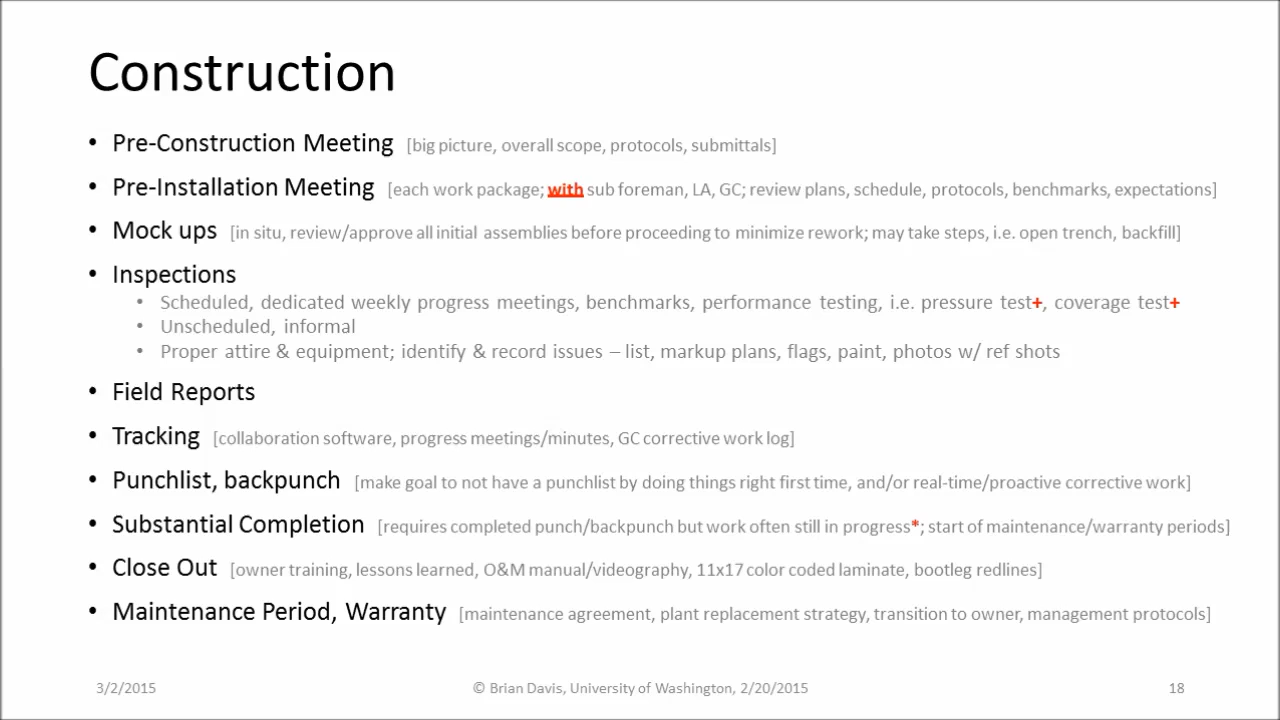 Construction
• Pre-Construction Meeting [big picture, overall scope, protocols, submittals]
• Pre-Installation Meeting [each work package; with sub foreman, LA, GC; review plans, schedule, protocols, benchmarks, expectations]
• Mock ups [in situ, review/approve all initial assemblies before proceeding to minimize rework; may take steps, i.e. open trench, backfill]
• Inspections
• Scheduled, dedicated weekly progress meetings, benchmarks, performance testing, i.e. pressure test+, coverage test+
• Unscheduled, informal
• Proper attire & equipment; identify & record issues – list, markup plans, flags, paint, photos w/ ref shots
• Field Reports
• Tracking [collaboration software, progress meetings/minutes, GC corrective work log]
• Punchlist, backpunch [make goal to not have a punchlist by doing things right first time, and/or real-time/proactive corrective work]
• Substantial Completion [requires completed punch/backpunch but work often still in progress*; start of maintenance/warranty periods]
• Close Out [owner training, lessons learned, O&M manual/videography, 11x17 color coded laminate, bootleg redlines]
• Maintenance Period, Warranty [maintenance agreement, plant replacement strategy, transition to owner, management protocols]
3/2/2015 © Brian Davis, University of Washington, 2/20/2015 18